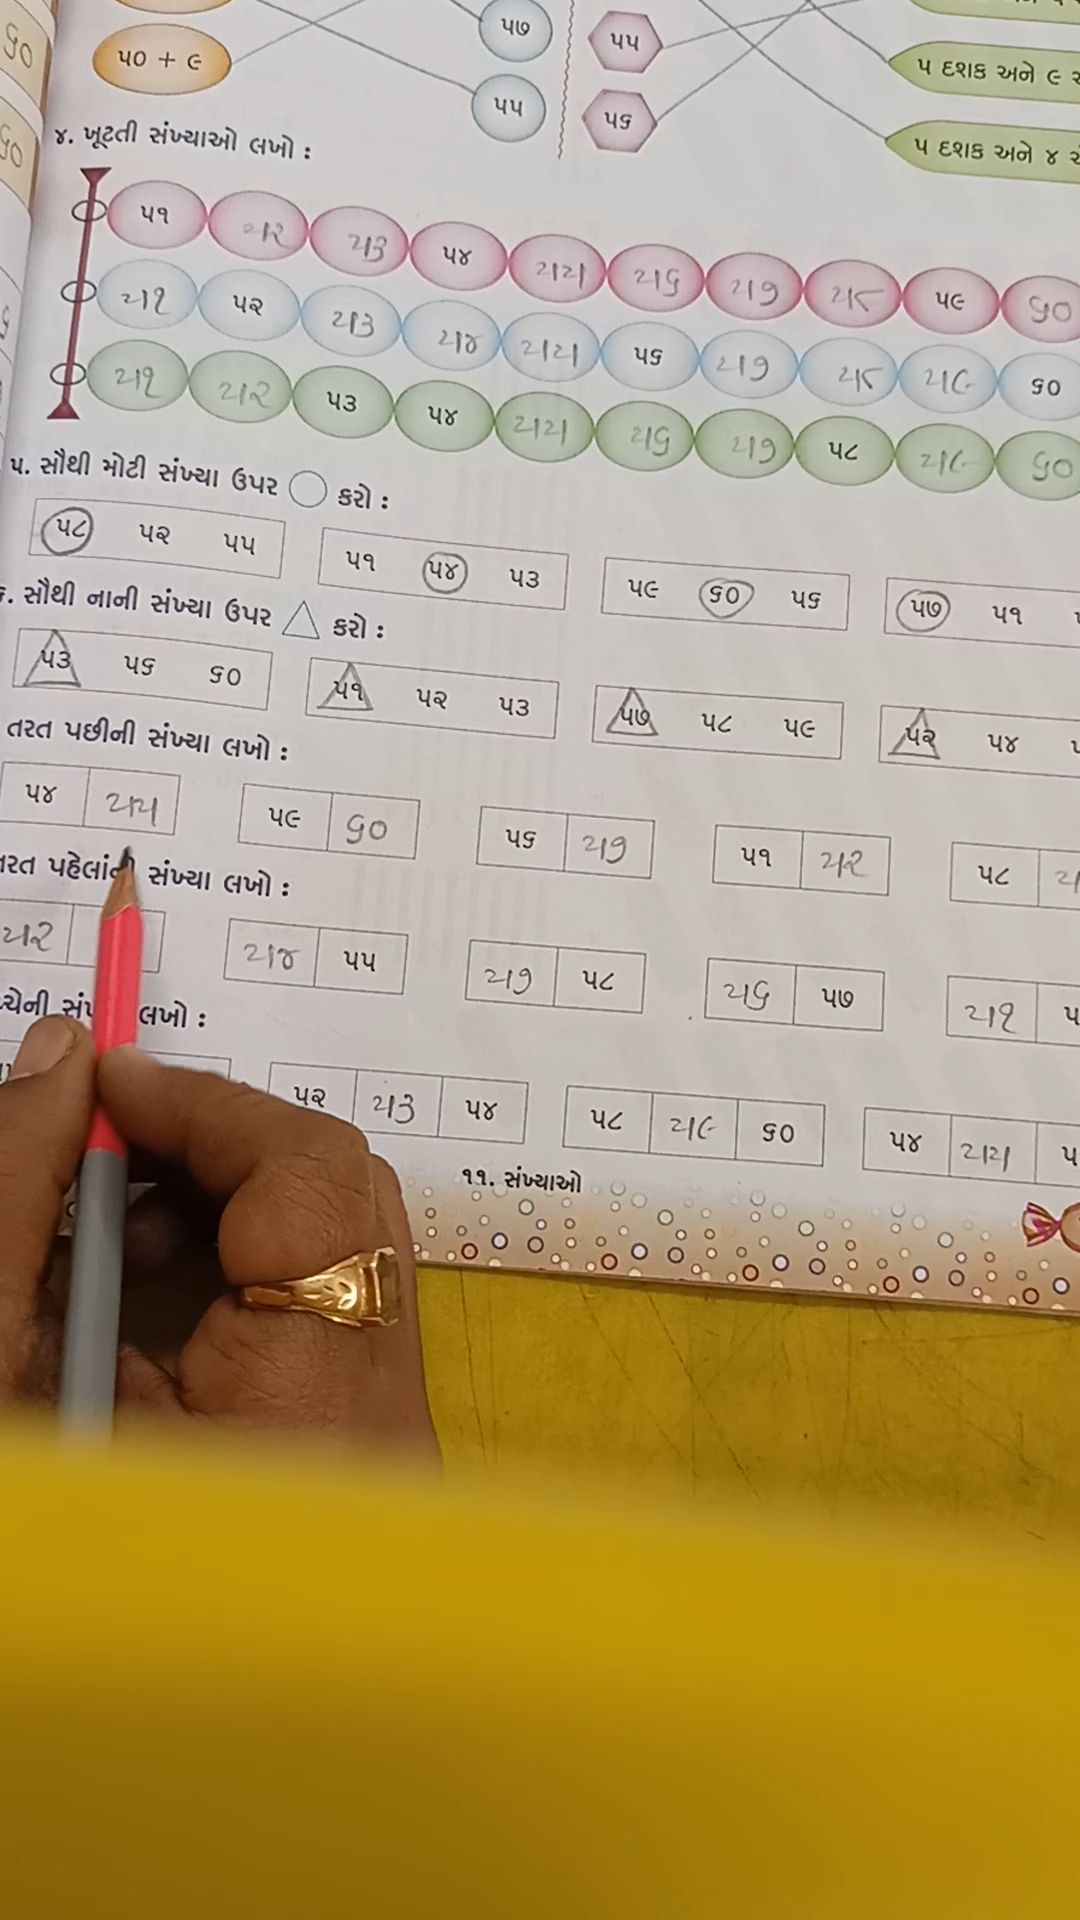 ૫૭
૫૫
૫૦ + ૯
૫૫
૫૬
૫ દશક અને ૯
૫ દશક અને ૪
૪. ખૂટતી સંખ્યાઓ લખો :
૫૧ ૫૨ ૫૩ ૫૪ ૫૫ ૫૬ ૫૭ ૫૮ ૫૯ ૬૦
૫૧ ૫૨ ૫૩ ૫૪ ૫૫ ૫૬ ૫૭ ૫૮ ૫૯ ૬૦
૫૧ ૫૨ ૫૩ ૫૪ ૫૫ ૫૬ ૫૭ ૫૮ ૫૯ ૬૦
૫. સૌથી મોટી સંખ્યા ઉપર ◯ કરો :
૫૮ ૫૨ ૫૫ ૫૧ ૫૪ ૫૩ ૫૯ ૬૦ ૫૬ ૫૭ ૫૧
૬. સૌથી નાની સંખ્યા ઉપર △ કરો :
૫૩ ૫૬ ૬૦ ૫૧ ૫૨ ૫૩ ૫૭ ૫૮ ૫૯ ૫૨ ૫૪
તરત પછીની સંખ્યા લખો :
૫૪ ૫૫ ૫૯ ૬૦ ૫૬ ૫૭ ૫૧ ૫૨ ૫૮
તરત પહેલાંની સંખ્યા લખો :
૫૨ ૫૪ ૫૫ ૫૭ ૫૮ ૫૬ ૫૭ ૫૧
લખો :
૫૨ ૫૩ ૫૪ ૫૮ ૫૯ ૬૦ ૫૪ ૫૫
૧૧. સંખ્યાઓ